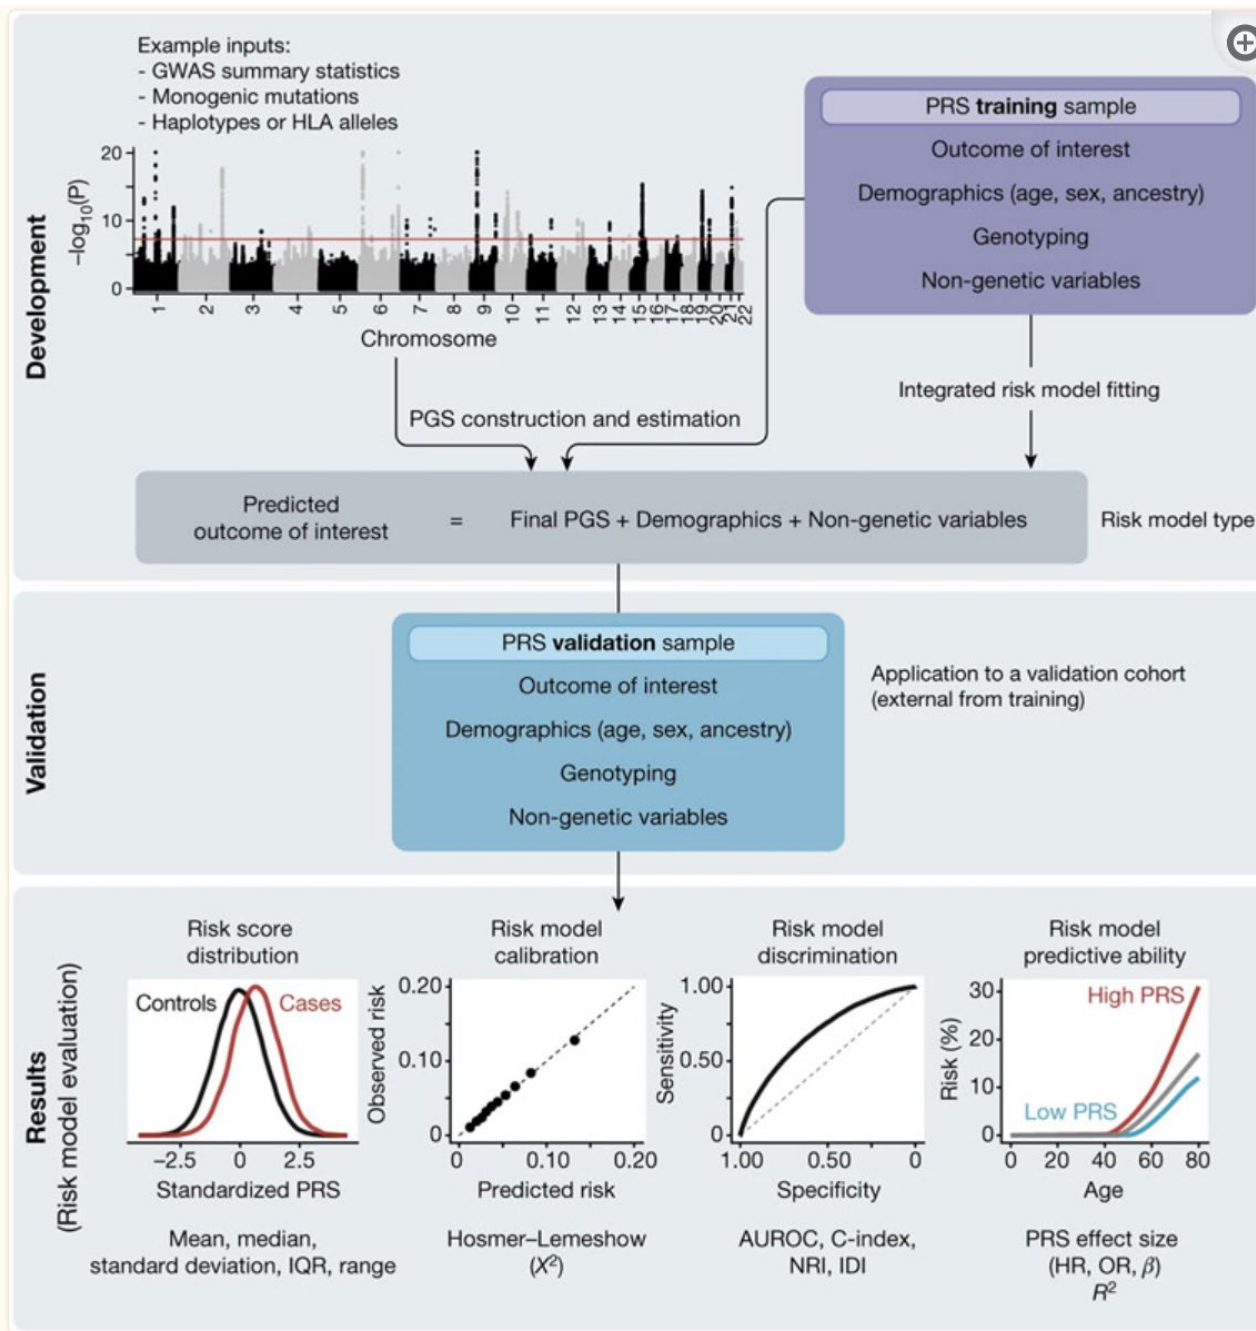 Example inputs:
- GWAS summary statistics
- Monogenic mutations
- Haplotypes or HLA alleles
20
10
0
–log10(P)
1 2 3 4 5 6 7 8 9 10 11 12 13 14 15 16 17 18 19 20 21 22
Chromosome
PRS training sample
Outcome of interest
Demographics (age, sex, ancestry)
Genotyping
Non-genetic variables
Development
Integrated risk model fitting
PGS construction and estimation
Predicted
outcome of interest
=
Final PGS + Demographics + Non-genetic variables
Risk model type
Validation
PRS validation sample
Outcome of interest
Demographics (age, sex, ancestry)
Genotyping
Non-genetic variables
Application to a validation cohort
(external from training)
Results
(Risk model evaluation)
Risk score
distribution
Controls
Cases
–2.5 0 2.5
Standardized PRS
Mean, median,
standard deviation, IQR, range
Risk model
calibration
Observed risk
0.20
0.10
0
0 0.10 0.20
Predicted risk
Hosmer–Lemeshow
(X2)
Risk model
discrimination
Sensitivity
1.00
0.50
0
1.00 0.50 0
Specificity
AUROC, C-index,
NRI, IDI
Risk model
predictive ability
Risk (%)
30
20
10
0
High PRS
Low PRS
0 20 40 60 80
Age
PRS effect size
(HR, OR, β)
R2